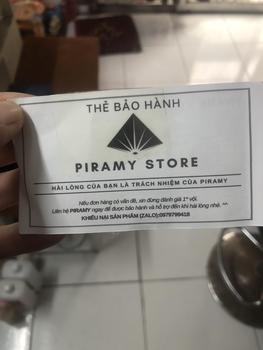 THẺ BẢO HÀNH
PIRAMY STORE
HÀI LÒNG CỦA BẠN LÀ TRÁCH NHIỆM CỦA PIRAMY
Nếu đơn hàng có vấn đề, xin đừng đánh giá 1* vội.
Liên hệ PIRAMY ngay để được bảo hành và hỗ trợ đến khi hài lòng nhé. ^^
KHIẾU NẠI SẢN PHẨM (ZALO):0979799418